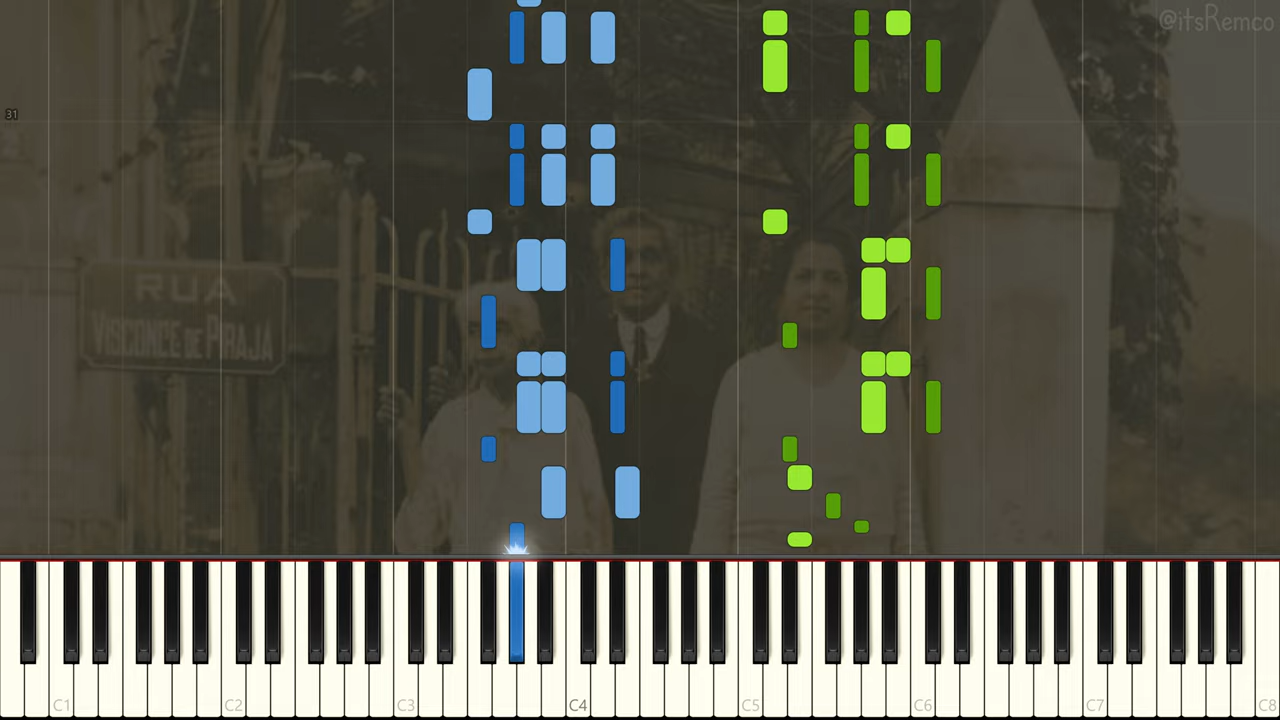 @itsRemco
31
RUA
VISCONDE DE PIRAJÁ
C1 C2 C3 C4 C5 C6 C7 C8